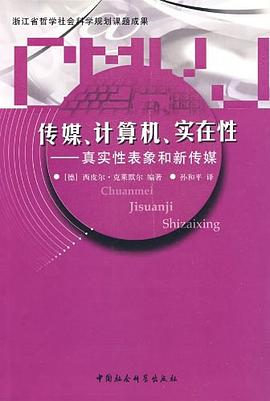 浙江省哲学社会科学规划课题成果
传媒、计算机、实在性
——真实性表象和新传媒
[德] 西皮尔·克莱默尔 编著 孙和平 译
Chuanmei
Jisuanji
Shizaixing
中国社会科学出版社